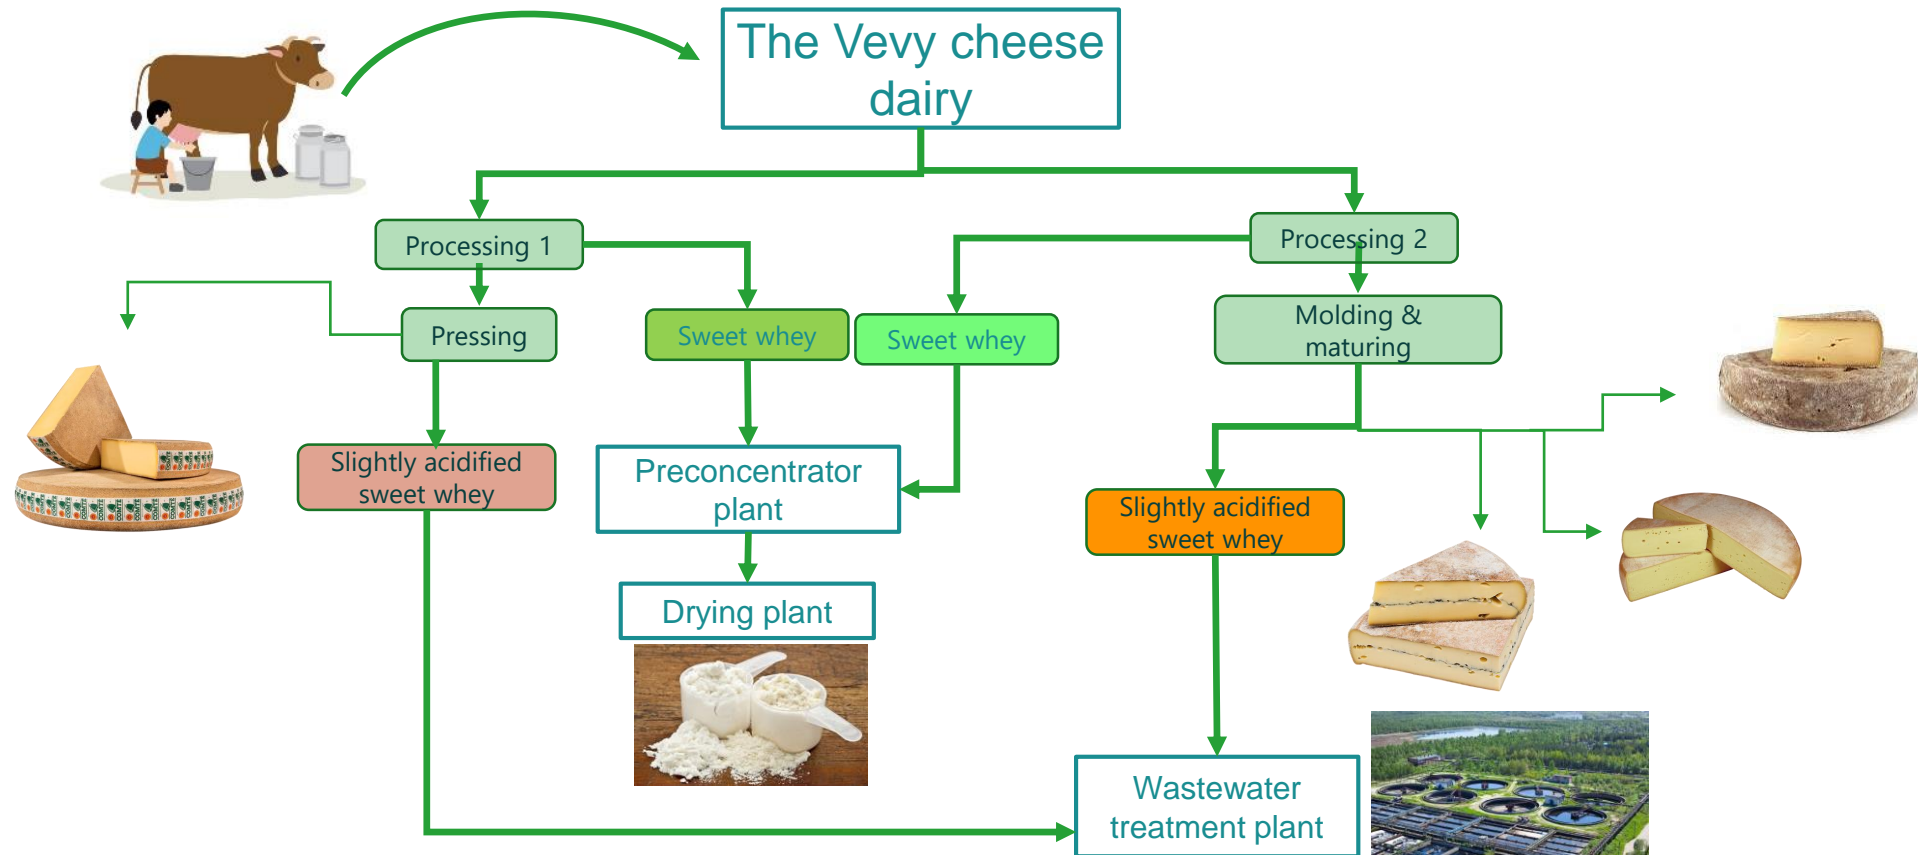 The Vevy cheese
dairy
Processing 1
Processing 2
Pressing
Sweet whey
Sweet whey
Molding &
maturing
Slightly acidified
sweet whey
Preconcentrator
plant
Slightly acidified
sweet whey
Drying plant
Wastewater
treatment plant